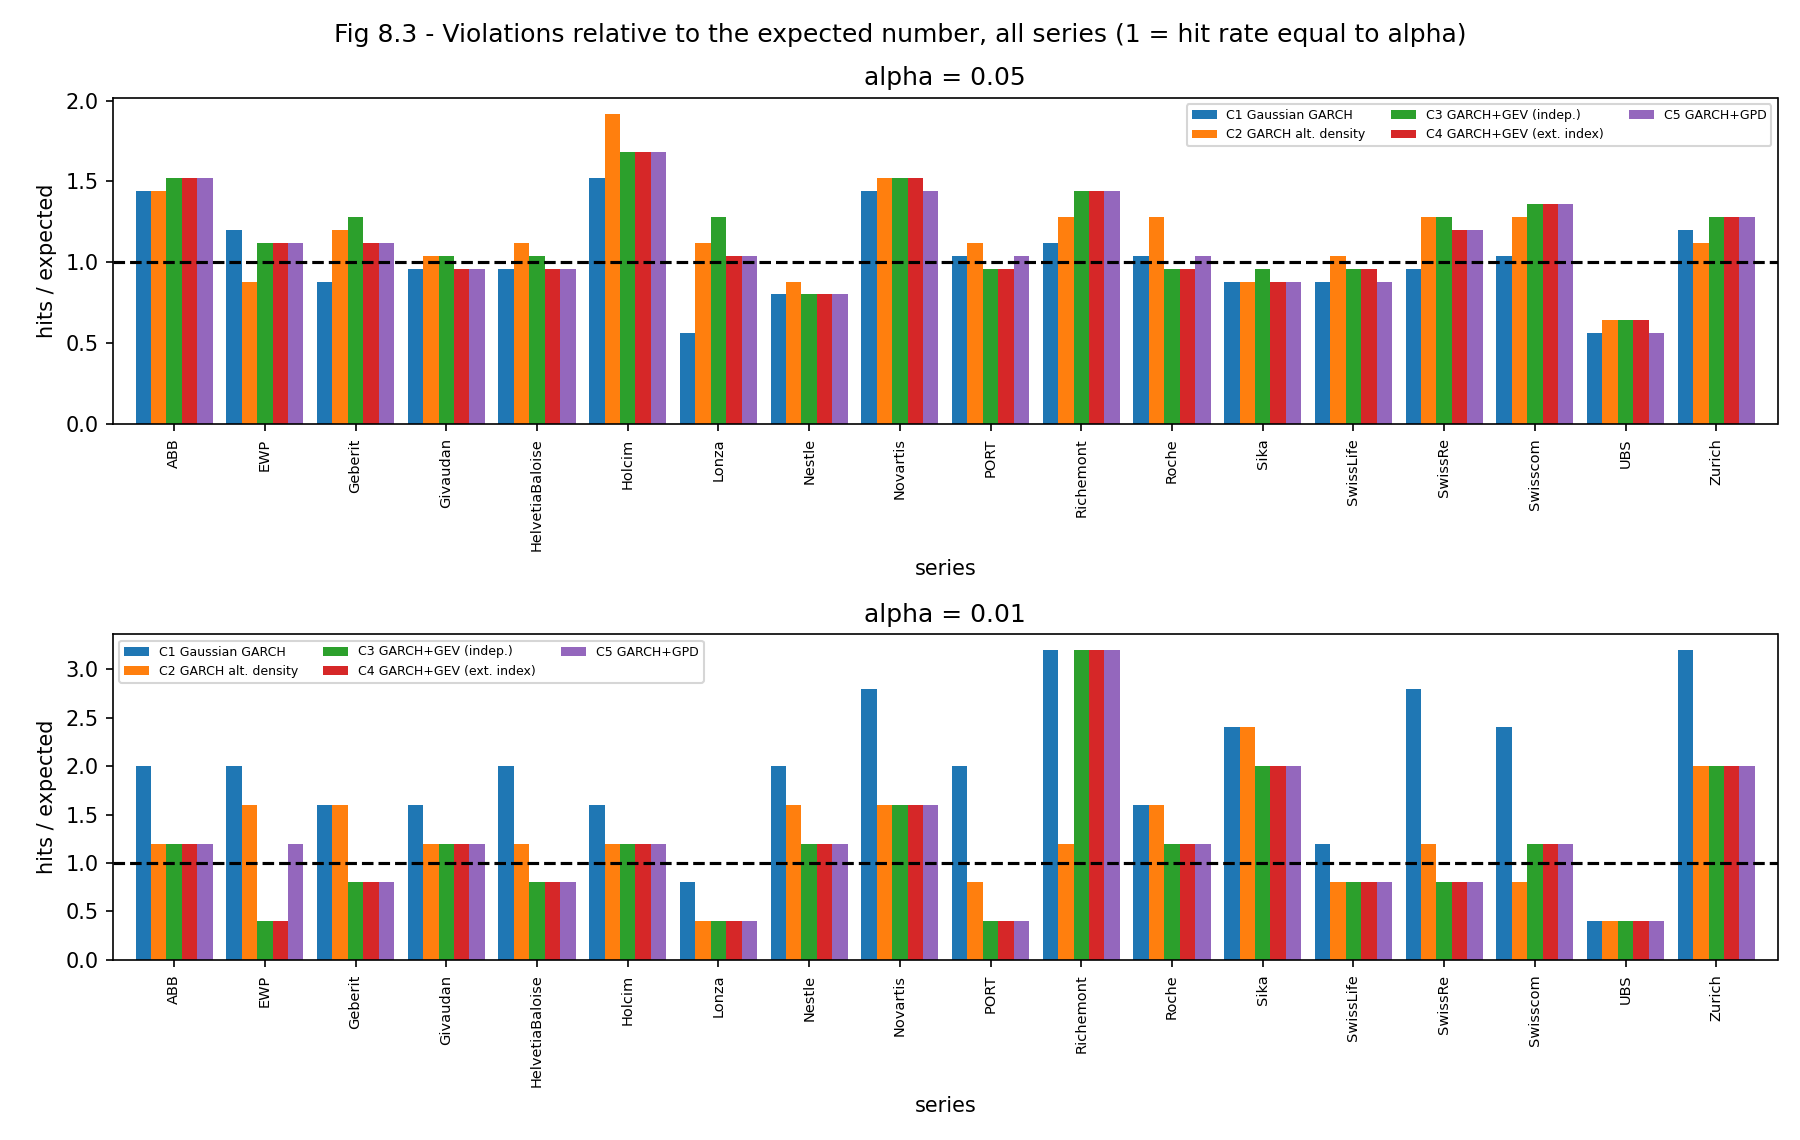 Fig 8.3 - Violations relative to the expected number, all series (1 = hit rate equal to alpha)
alpha = 0.05
hits / expected
2.0
1.5
1.0
0.5
0.0
C1 Gaussian GARCH
C2 GARCH alt. density
C3 GARCH+GEV (indep.)
C4 GARCH+GEV (ext. index)
C5 GARCH+GPD
ABB
EWP
Geberit
Givaudan
HelvetiaBaloise
Holcim
Lonza
Nestle
Novartis
PORT
Richemont
Roche
Sika
SwissLife
SwissRe
Swisscom
UBS
Zurich
series
alpha = 0.01
hits / expected
3.0
2.5
2.0
1.5
1.0
0.5
0.0
C1 Gaussian GARCH
C2 GARCH alt. density
C3 GARCH+GEV (indep.)
C4 GARCH+GEV (ext. index)
C5 GARCH+GPD
ABB
EWP
Geberit
Givaudan
HelvetiaBaloise
Holcim
Lonza
Nestle
Novartis
PORT
Richemont
Roche
Sika
SwissLife
SwissRe
Swisscom
UBS
Zurich
series